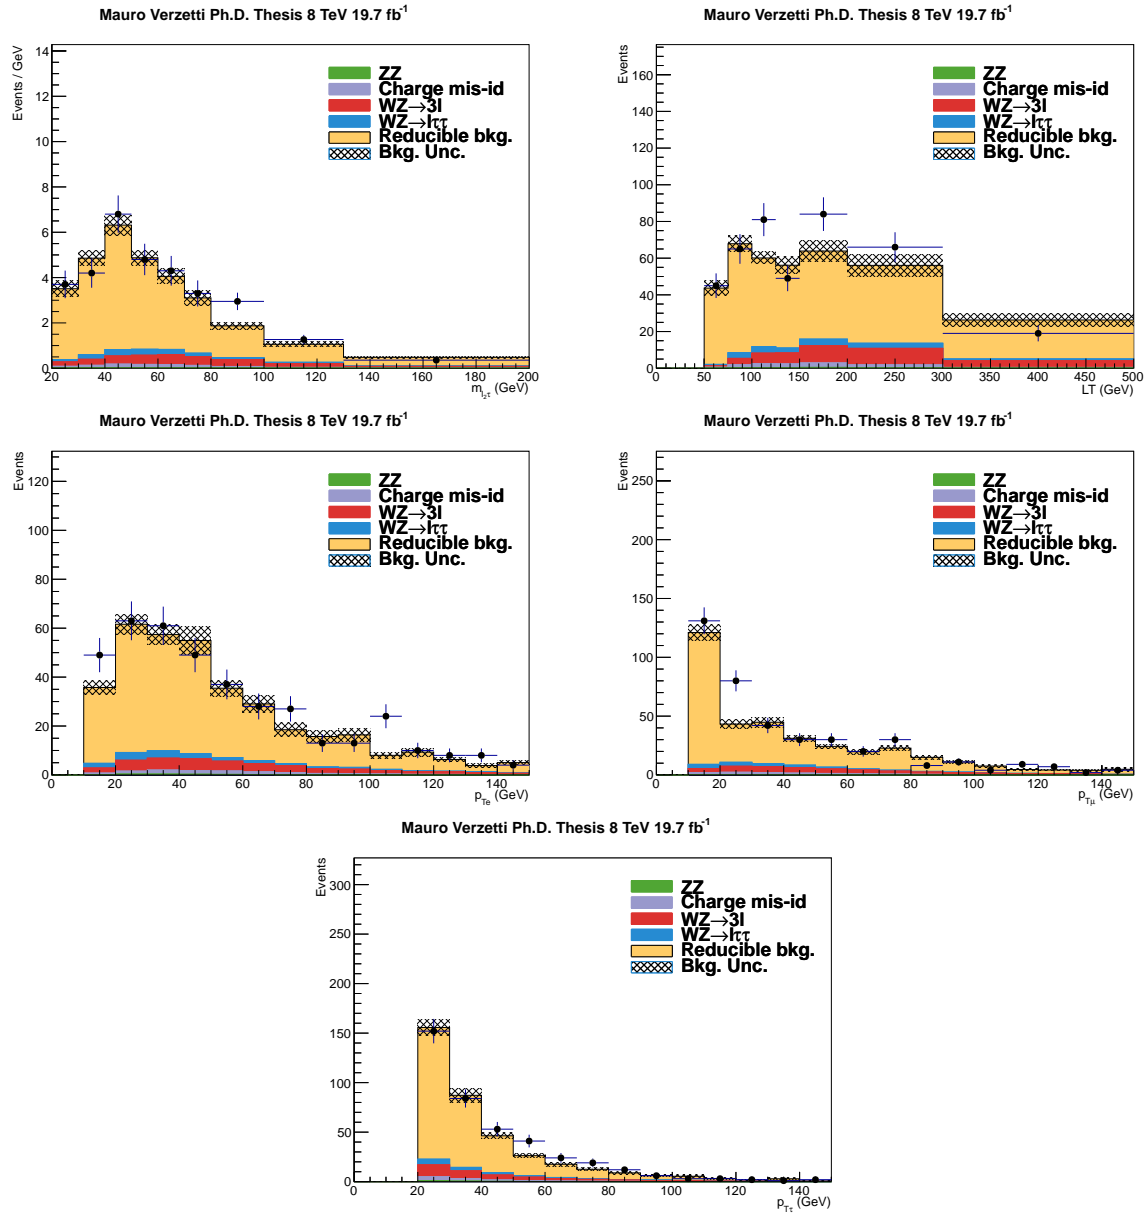 Mauro Verzetti Ph.D. Thesis 8 TeV 19.7 fb⁻¹
Events / GeV
14
12
10
8
6
4
2
0
ZZ
Charge mis-id
WZ→3l
WZ→lττ
Reducible bkg.
Bkg. Unc.
20 40 60 80 100 120 140 160 180 200
m_{l₂τ} (GeV)
Mauro Verzetti Ph.D. Thesis 8 TeV 19.7 fb⁻¹
Events
160
140
120
100
80
60
40
20
0
ZZ
Charge mis-id
WZ→3l
WZ→lττ
Reducible bkg.
Bkg. Unc.
0 50 100 150 200 250 300 350 400 450 500
LT (GeV)
Mauro Verzetti Ph.D. Thesis 8 TeV 19.7 fb⁻¹
Events
120
100
80
60
40
20
0
ZZ
Charge mis-id
WZ→3l
WZ→lττ
Reducible bkg.
Bkg. Unc.
0 20 40 60 80 100 120 140
p_{Te} (GeV)
Mauro Verzetti Ph.D. Thesis 8 TeV 19.7 fb⁻¹
Events
250
200
150
100
50
0
ZZ
Charge mis-id
WZ→3l
WZ→lττ
Reducible bkg.
Bkg. Unc.
0 20 40 60 80 100 120 140
p_{Tμ} (GeV)
Mauro Verzetti Ph.D. Thesis 8 TeV 19.7 fb⁻¹
Events
300
250
200
150
100
50
0
ZZ
Charge mis-id
WZ→3l
WZ→lττ
Reducible bkg.
Bkg. Unc.
0 20 40 60 80 100 120 140
p_{Tτ} (GeV)